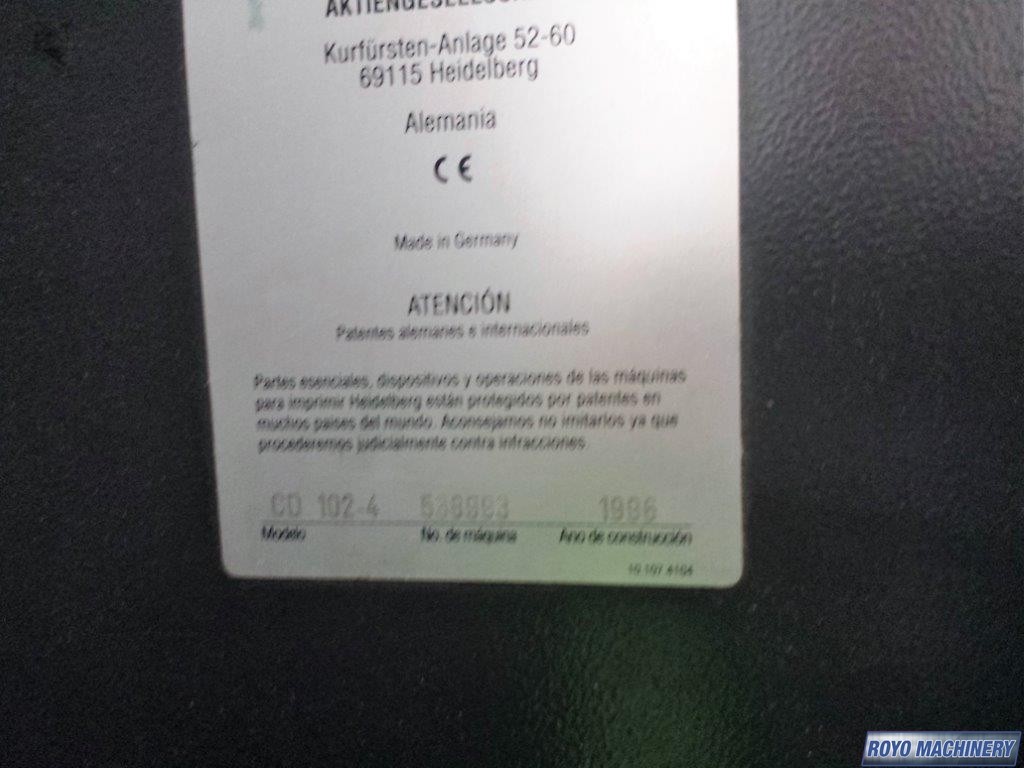 Kurfürsten-Anlage 52-60
69115 Heidelberg
Alemania
CE
Made in Germany
ATENCIÓN
Patentes alemanes e internacionales
Partes esenciales, dispositivos y operaciones de las máquinas
para imprimir Heidelberg están protegidos por patentes en
muchos países del mundo. Aconsejamos no imitarlos ya que
procederemos judicialmente contra infracciones.
CD 102-4 1996
Modelo No. de máquina Ano de construcción
ROYO MACHINERY